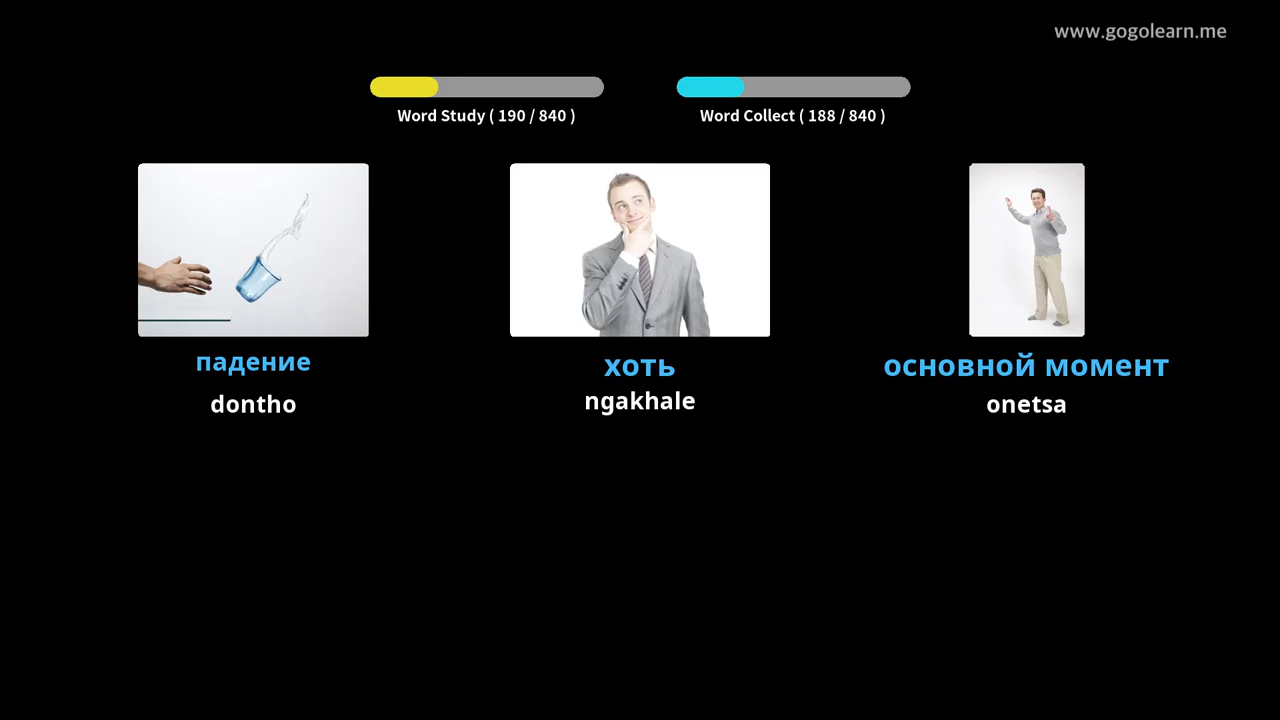 www.gogolearn.me
Word Study ( 190 / 840 )
Word Collect ( 188 / 840 )
падение
dontho
хоть
ngakhale
основной момент
onetsa